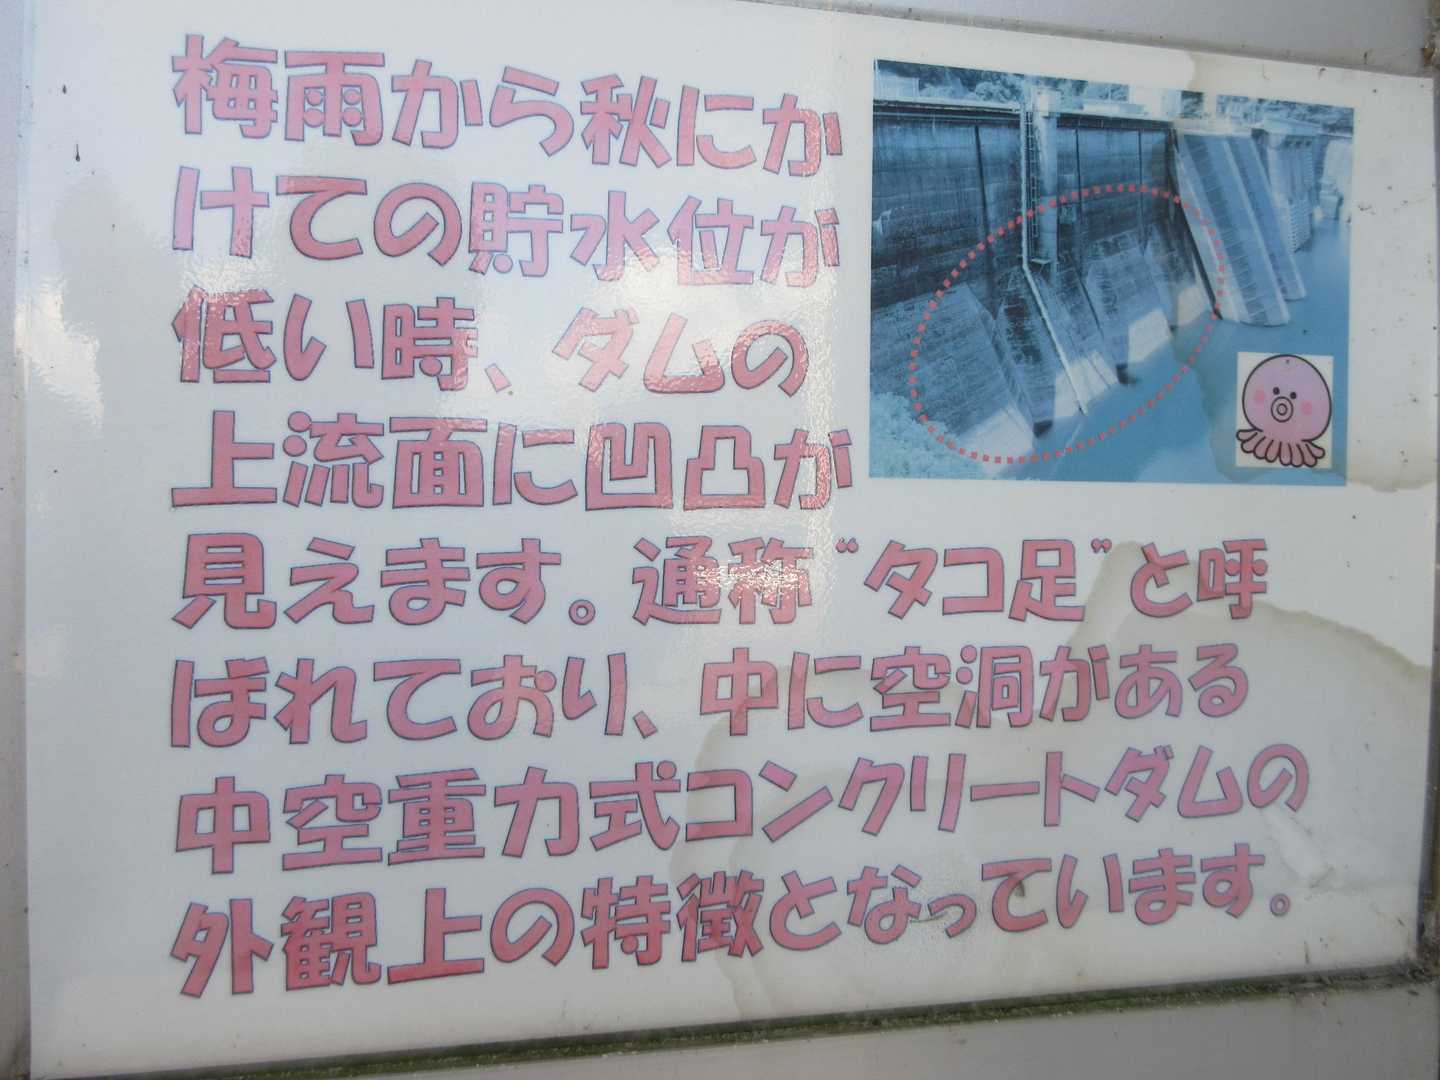 梅雨から秋にか
けての貯水位が
低い時、ダムの
上流面に凹凸が
見えます。通称“タコ足”と呼
ばれており、中に空洞がある
中空重力式コンクリートダムの
外観上の特徴となっています。